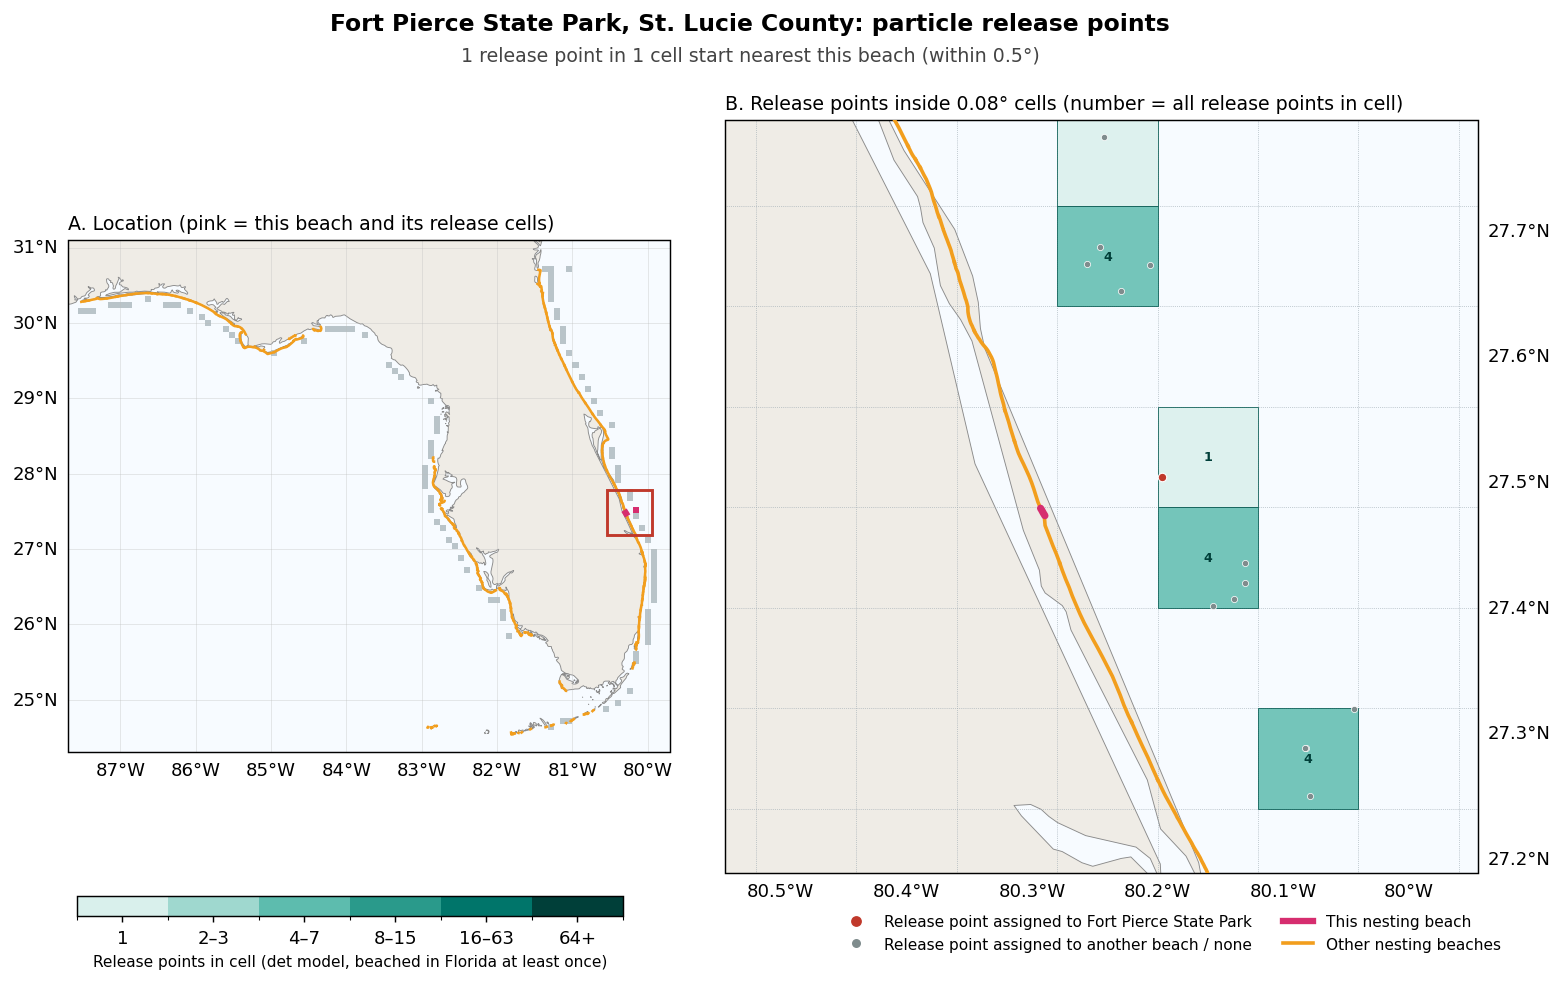 Fort Pierce State Park, St. Lucie County: particle release points
1 release point in 1 cell start nearest this beach (within 0.5°)
A. Location (pink = this beach and its release cells)
31°N
30°N
29°N
28°N
27°N
26°N
25°N
87°W 86°W 85°W 84°W 83°W 82°W 81°W 80°W
B. Release points inside 0.08° cells (number = all release points in cell)
4
1
4
4
27.7°N
27.6°N
27.5°N
27.4°N
27.3°N
27.2°N
80.5°W 80.4°W 80.3°W 80.2°W 80.1°W 80°W
1 2–3 4–7 8–15 16–63 64+
Release points in cell (det model, beached in Florida at least once)
Release point assigned to Fort Pierce State Park
Release point assigned to another beach / none
This nesting beach
Other nesting beaches